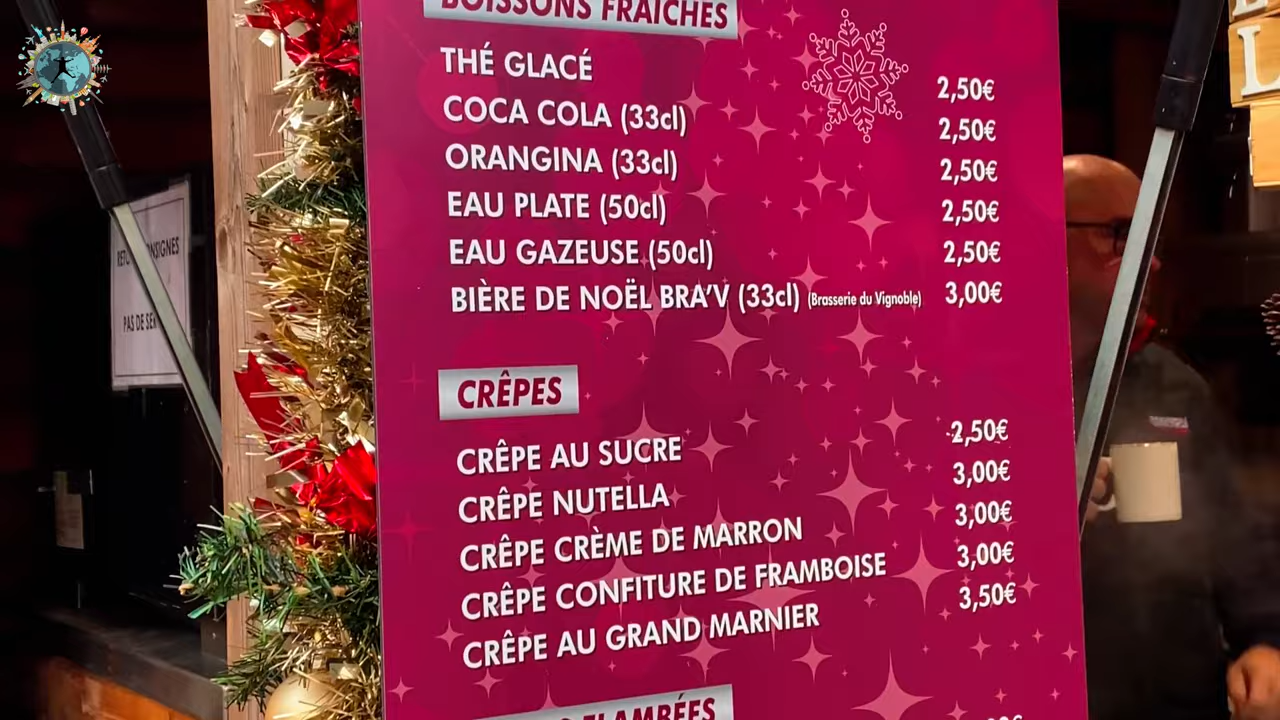 BOISSONS FRAÎCHES
THÉ GLACÉ 2,50€
COCA COLA (33cl) 2,50€
ORANGINA (33cl) 2,50€
EAU PLATE (50cl) 2,50€
EAU GAZEUSE (50cl) 2,50€
BIÈRE DE NOËL BRA'V (33cl) (Brasserie du Vignoble) 3,00€
CRÊPES
CRÊPE AU SUCRE 2,50€
CRÊPE NUTELLA 3,00€
CRÊPE CRÈME DE MARRON 3,00€
CRÊPE CONFITURE DE FRAMBOISE 3,00€
CRÊPE AU GRAND MARNIER 3,50€
FLAMBÉES
PAS DE
L